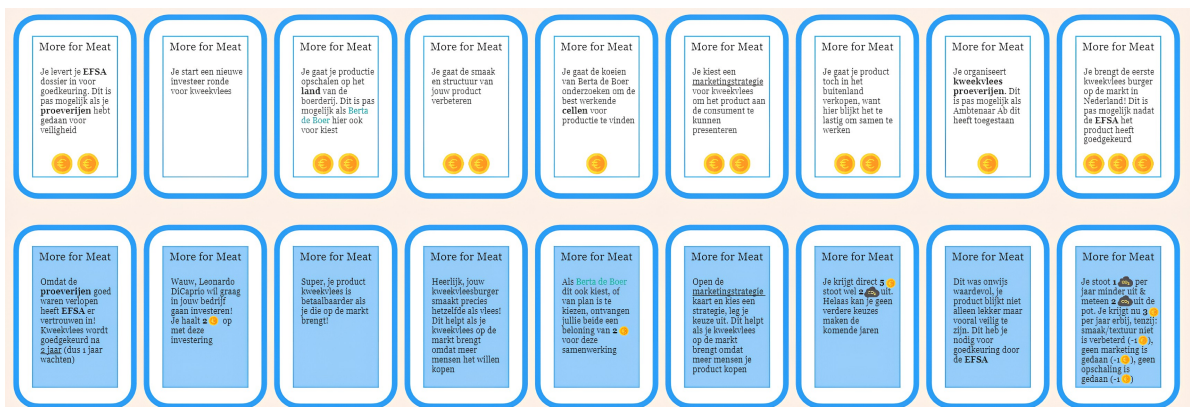 More for Meat
Je levert je EFSA
dossier in voor
goedkeuring. Dit is
pas mogelijk als je
proeverijen hebt
gedaan voor
veiligheid
More for Meat
Je start een nieuwe
investeer ronde
voor kweekvlees
More for Meat
Je gaat je productie
opschalen op het
land van de
boerderij. Dit is pas
mogelijk als Berta
de Boer hier ook
voor kiest
More for Meat
Je gaat de smaak
en structuur van
jouw product
verbeteren
More for Meat
Je gaat de koeien
van Berta de Boer
onderzoeken om de
best werkende
cellen voor
productie te vinden
More for Meat
Je kiest een
marketingstrategie
voor kweekvlees
om het product aan
de consument te
kunnen
presenteren
More for Meat
Je gaat je product
toch in het
buitenland
verkopen, want
hier blijkt het te
lastig om samen te
werken
More for Meat
Je organiseert
kweekvlees
proeverijen. Dit
is pas mogelijk als
Ambtenaar Ab dit
heeft toegestaan
More for Meat
Je brengt de eerste
kweekvlees burger
op de markt in
Nederland! Dit is
pas mogelijk nadat
de EFSA het
product heeft
goedgekeurd
More for Meat
Omdat de
proeverijen goed
waren verlopen
heeft EFSA er
vertrouwen in!
Kweekvlees wordt
goedgekeurd na
2 jaar (dus 1 jaar
wachten)
More for Meat
Wauw, Leonardo
DiCaprio wil graag
in jouw bedrijf
gaan investeren!
Je haalt 2 op
met deze
investering
More for Meat
Super, je product
kweekvlees is
betaalbaarder als
je die op de markt
brengt!
More for Meat
Heerlijk, jouw
kweekvleesburger
smaakt precies
hetzelfde als vlees!
Dit helpt als je
kweekvlees op de
markt brengt
omdat meer
mensen het willen
kopen
More for Meat
Als Berta de Boer
dit ook kiest, of
van plan is te
kiezen, ontvangen
jullie beide een
beloning van 2
voor deze
samenwerking
More for Meat
Open de
marketingstrategie
kaart en kies een
strategie, leg je
keuze uit. Dit helpt
als je kweekvlees
op de markt
brengt omdat
meer mensen je
product kopen
More for Meat
Je krijgt direct 5
stoot wel 2 uit.
Helaas kan je geen
verdere keuzes
maken de
komende jaren
More for Meat
Dit was onwijs
waardevol, je
product blijkt niet
alleen lekker maar
vooral veilig te
zijn. Dit heb je
nodig voor
goedkeuring door
de EFSA
More for Meat
Je stoot 1 per
jaar minder uit &
meteen 2 uit de
pot. Je krijgt nu 3
per jaar erbij, tenzij:
smaak/textuur niet
is verbeterd (-1 ),
geen marketing is
gedaan (-1 ), geen
opschaling is
gedaan (-1 )